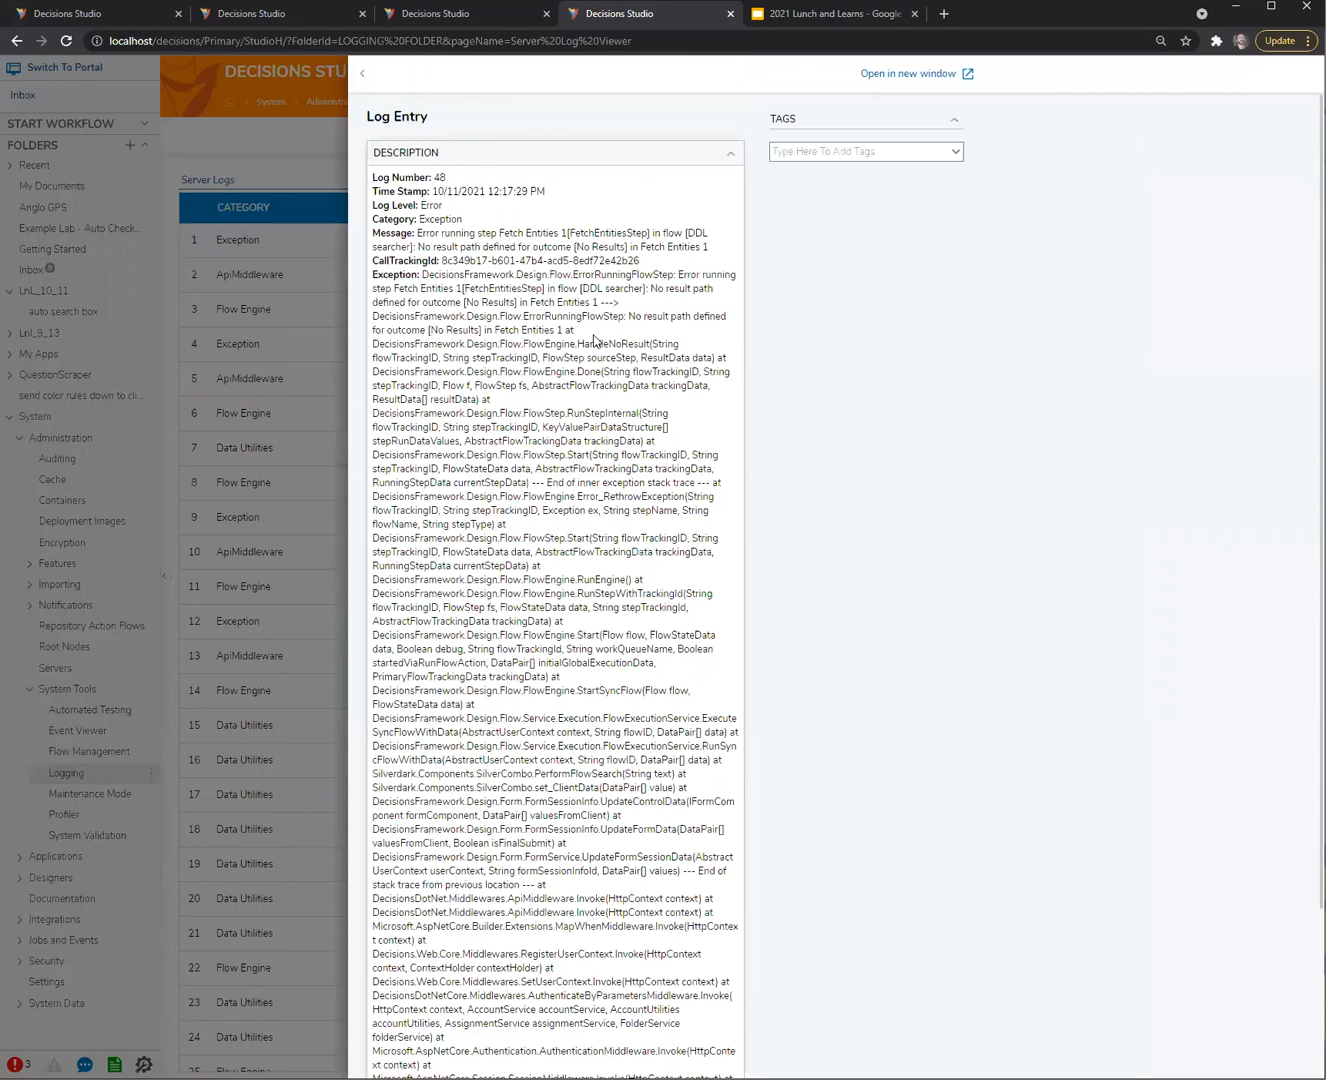 Decisions Studio
Decisions Studio
Decisions Studio
Decisions Studio
2021 Lunch and Learns - Google
localhost/decisions/Primary/StudioH/?FolderId=LOGGING%20FOLDER&pageName=Server%20Log%20Viewer
Update
Switch To Portal
Inbox
START WORKFLOW
FOLDERS
Recent
My Documents
Anglo GPS
Example Lab - Auto Check...
Getting Started
Inbox
LnL_10_11
auto search box
Lnl_9_13
My Apps
QuestionScraper
send color rules down to cli...
System
Administration
Auditing
Cache
Containers
Deployment Images
Encryption
Features
Importing
Notifications
Repository Action Flows
Root Nodes
Servers
System Tools
Automated Testing
Event Viewer
Flow Management
Logging
Maintenance Mode
Profiler
System Validation
Applications
Designers
Documentation
Integrations
Jobs and Events
Security
Settings
System Data
3
DECISIONS STU
System
Administra
Server Logs
CATEGORY
1 Exception
2 ApiMiddleware
3 Flow Engine
4 Exception
5 ApiMiddleware
6 Flow Engine
7 Data Utilities
8 Flow Engine
9 Exception
10 ApiMiddleware
11 Flow Engine
12 Exception
13 ApiMiddleware
14 Flow Engine
15 Data Utilities
16 Data Utilities
17 Data Utilities
18 Data Utilities
19 Data Utilities
20 Data Utilities
21 Data Utilities
22 Flow Engine
23 Data Utilities
24 Data Utilities
25 Flow Engine
Open in new window
Log Entry
DESCRIPTION
Log Number: 48
Time Stamp: 10/11/2021 12:17:29 PM
Log Level: Error
Category: Exception
Message: Error running step Fetch Entities 1[FetchEntitiesStep] in flow [DDL
searcher]: No result path defined for outcome [No Results] in Fetch Entities 1
CallTrackingId: 8c349b17-b601-47b4-acd5-8edf72e42b26
Exception: DecisionsFramework.Design.Flow.ErrorRunningFlowStep: Error running
step Fetch Entities 1[FetchEntitiesStep] in flow [DDL searcher]: No result path
defined for outcome [No Results] in Fetch Entities 1 --->
DecisionsFramework.Design.Flow.ErrorRunningFlowStep: No result path defined
for outcome [No Results] in Fetch Entities 1 at
DecisionsFramework.Design.Flow.FlowEngine.HandleNoResult(String
flowTrackingID, String stepTrackingID, FlowStep sourceStep, ResultData data) at
DecisionsFramework.Design.Flow.FlowEngine.Done(String flowTrackingID, String
stepTrackingID, Flow f, FlowStep fs, AbstractFlowTrackingData trackingData,
ResultData[] resultData) at
DecisionsFramework.Design.Flow.FlowStep.RunStepInternal(String
flowTrackingID, String stepTrackingID, KeyValuePairDataStructure[]
stepRunDataValues, AbstractFlowTrackingData trackingData) at
DecisionsFramework.Design.Flow.FlowStep.Start(String flowTrackingID, String
stepTrackingID, FlowStateData data, AbstractFlowTrackingData trackingData,
RunningStepData currentStepData) --- End of inner exception stack trace --- at
DecisionsFramework.Design.Flow.FlowEngine.Error_RethrowException(String
flowTrackingID, String stepTrackingID, Exception ex, String stepName, String
flowName, String stepType) at
DecisionsFramework.Design.Flow.FlowStep.Start(String flowTrackingID, String
stepTrackingID, FlowStateData data, AbstractFlowTrackingData trackingData,
RunningStepData currentStepData) at
DecisionsFramework.Design.Flow.FlowEngine.RunEngine() at
DecisionsFramework.Design.Flow.FlowEngine.RunStepWithTrackingId(String
flowTrackingID, FlowStep fs, FlowStateData data, String stepTrackingId,
AbstractFlowTrackingData trackingData) at
DecisionsFramework.Design.Flow.FlowEngine.Start(Flow flow, FlowStateData
data, Boolean debug, String flowTrackingId, String workQueueName, Boolean
startedViaRunFlowAction, DataPair[] initialGlobalExecutionData,
PrimaryFlowTrackingData trackingData) at
DecisionsFramework.Design.Flow.FlowEngine.StartSyncFlow(Flow flow,
FlowStateData data) at
DecisionsFramework.Design.Flow.Service.Execution.FlowExecutionService.Execute
SyncFlowWithData(AbstractUserContext context, String flowID, DataPair[] data) at
DecisionsFramework.Design.Flow.Service.Execution.FlowExecutionService.RunSyn
cFlowWithData(AbstractUserContext context, String flowID, DataPair[] data) at
Silverdark.Components.SilverCombo.PerformFlowSearch(String text) at
Silverdark.Components.SilverCombo.set_ClientData(DataPair[] value) at
DecisionsFramework.Design.Form.FormSessionInfo.UpdateControlData(IFormCom
ponent formComponent, DataPair[] valuesFromClient) at
DecisionsFramework.Design.Form.FormSessionInfo.UpdateFormData(DataPair[]
valuesFromClient, Boolean isFinalSubmit) at
DecisionsFramework.Design.Form.FormService.UpdateFormSessionData(Abstract
UserContext userContext, String formSessionInfoId, DataPair[] values) --- End of
stack trace from previous location --- at
DecisionsDotNet.Middlewares.ApiMiddleware.Invoke(HttpContext context) at
DecisionsDotNet.Middlewares.ApiMiddleware.Invoke(HttpContext context) at
Microsoft.AspNetCore.Builder.Extensions.MapWhenMiddleware.Invoke(HttpContex
t context) at
Decisions.Web.Core.Middlewares.RegisterUserContext.Invoke(HttpContext
context, ContextHolder contextHolder) at
Decisions.Web.Core.Middlewares.SetUserContext.Invoke(HttpContext context) at
DecisionsDotNetCore.Middlewares.AuthenticateByParametersMiddleware.Invoke(
HttpContext context, AccountService accountService, AccountUtilities
accountUtilities, AssignmentService assignmentService, FolderService
folderService) at
Microsoft.AspNetCore.Authentication.AuthenticationMiddleware.Invoke(HttpConte
xt context) at
Microsoft.AspNetCore.Session.SessionMiddleware.Invoke(HttpContext context) at
TAGS
Type Here To Add Tags